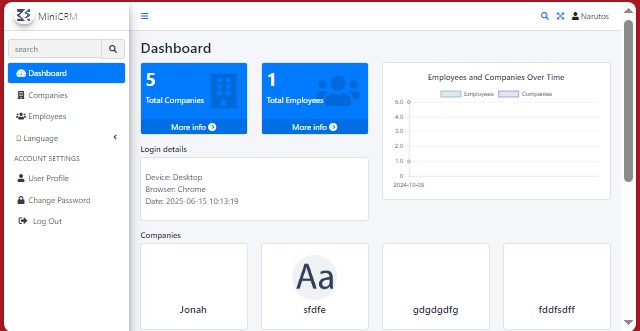 MiniCRM
Narutos
search
Dashboard
Companies
Employees
Language
ACCOUNT SETTINGS
User Profile
Change Password
Log Out
Dashboard
5
Total Companies
More info
1
Total Employees
More info
Employees and Companies Over Time
Employees Companies
5.0
4.0
3.0
2.0
1.0
0
2024-10-09
Login details
Device: Desktop
Browser: Chrome
Date: 2025-06-15 10:13:19
Companies
Jonah
Aa
sfdfe
gdgdgdfg
fddfsdff